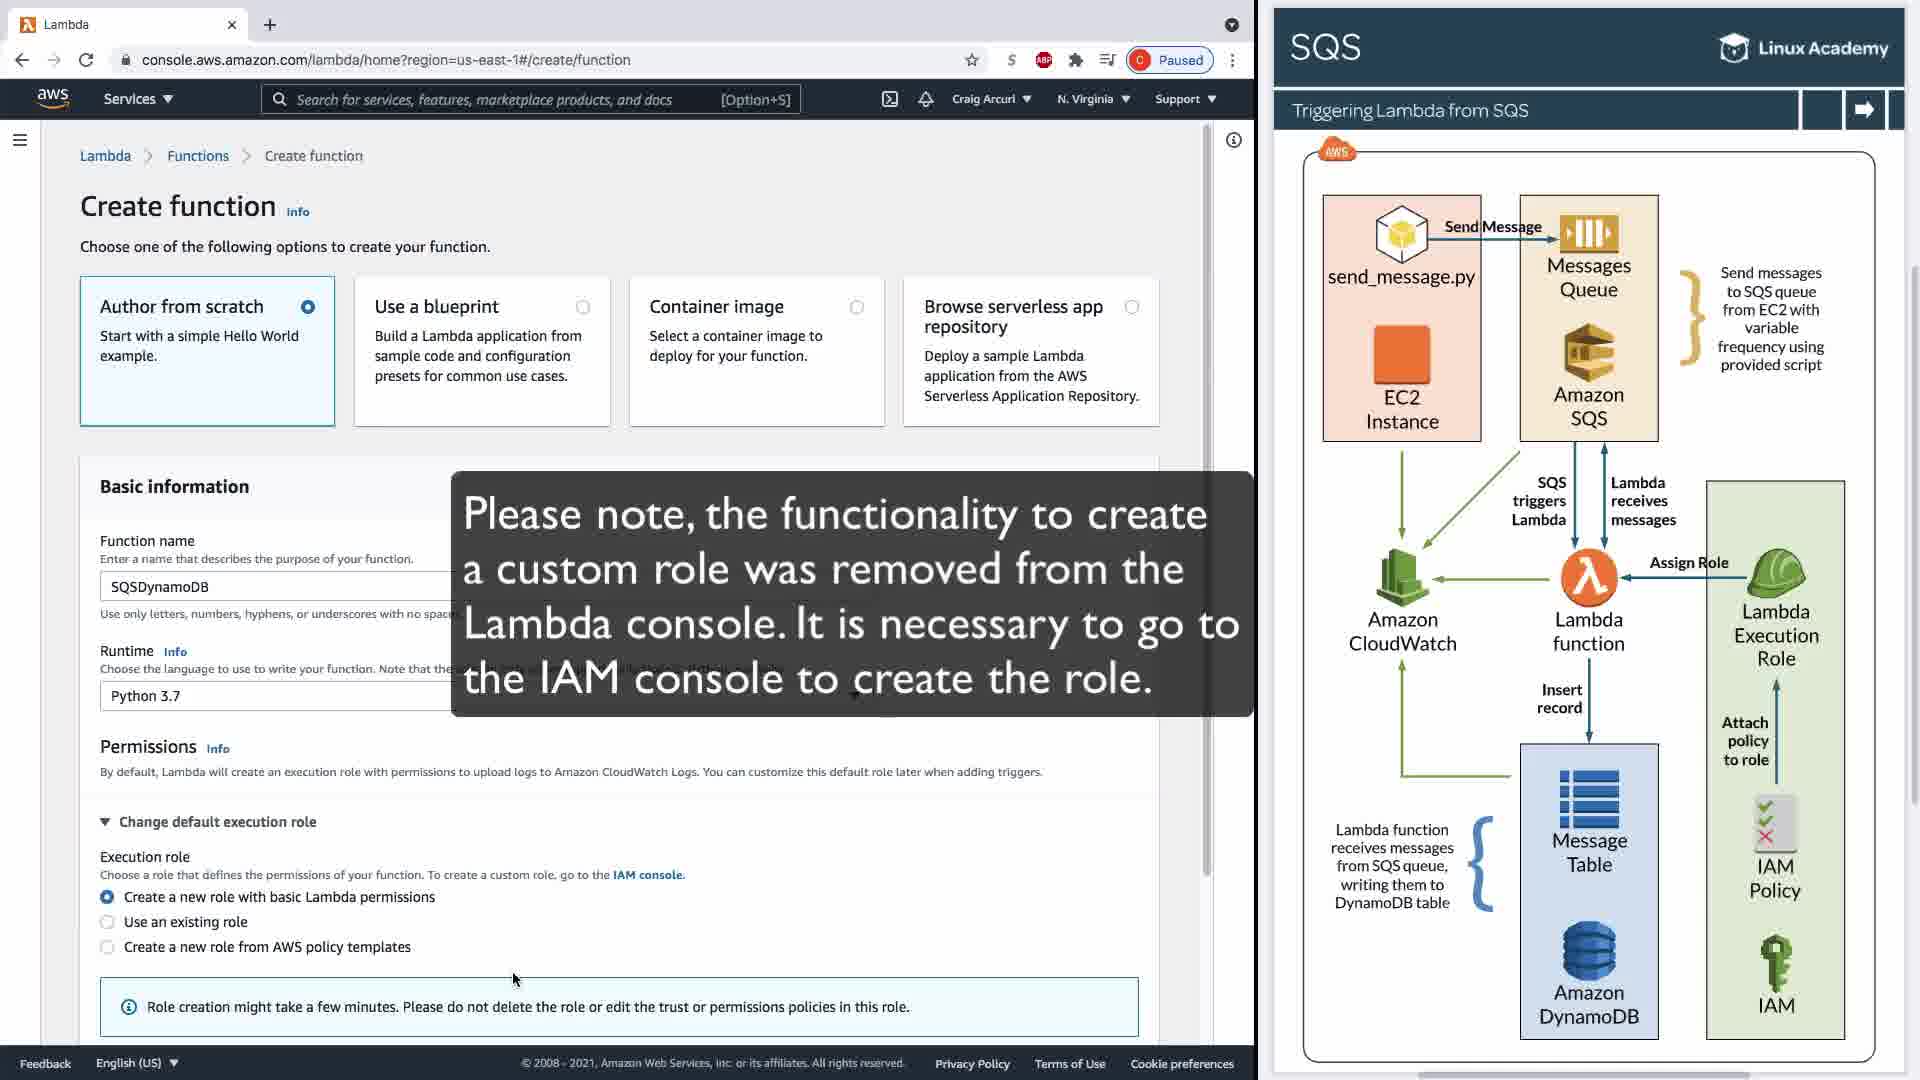 Lambda
console.aws.amazon.com/lambda/home?region=us-east-1#/create/function
S
ABP
C Paused
aws
Services
Search for services, features, marketplace products, and docs [Option+S]
Craig Arcuri
N. Virginia
Support
Lambda > Functions > Create function
Create function Info
Choose one of the following options to create your function.
Author from scratch
Start with a simple Hello World
example.
Use a blueprint
Build a Lambda application from
sample code and configuration
presets for common use cases.
Container image
Select a container image to
deploy for your function.
Browse serverless app
repository
Deploy a sample Lambda
application from the AWS
Serverless Application Repository.
Basic information
Function name
Enter a name that describes the purpose of your function.
SQSDynamoDB
Use only letters, numbers, hyphens, or underscores with no
Runtime Info
Choose the language to use to write your function. Note that the
Python 3.7
Please note, the functionality to create
a custom role was removed from the
Lambda console. It is necessary to go to
the IAM console to create the role.
Permissions Info
By default, Lambda will create an execution role with permissions to upload logs to Amazon CloudWatch Logs. You can customize this default role later when adding triggers.
Change default execution role
Execution role
Choose a role that defines the permissions of your function. To create a custom role, go to the IAM console.
Create a new role with basic Lambda permissions
Use an existing role
Create a new role from AWS policy templates
Role creation might take a few minutes. Please do not delete the role or edit the trust or permissions policies in this role.
Feedback
English (US)
© 2008 - 2021, Amazon Web Services, Inc. or its affiliates. All rights reserved.
Privacy Policy
Terms of Use
Cookie preferences
SQS
Linux Academy
Triggering Lambda from SQS
AWS
Send Message
send_message.py
Messages
Queue
EC2
Instance
Amazon
SQS
Send messages
to SQS queue
from EC2 with
variable
frequency using
provided script
SQS
triggers
Lambda
Lambda
receives
messages
Assign Role
Amazon
CloudWatch
Lambda
function
Lambda
Execution
Role
Insert
record
Attach
policy
to role
Message
Table
Lambda function
receives messages
from SQS queue,
writing them to
DynamoDB table
IAM
Policy
Amazon
DynamoDB
IAM